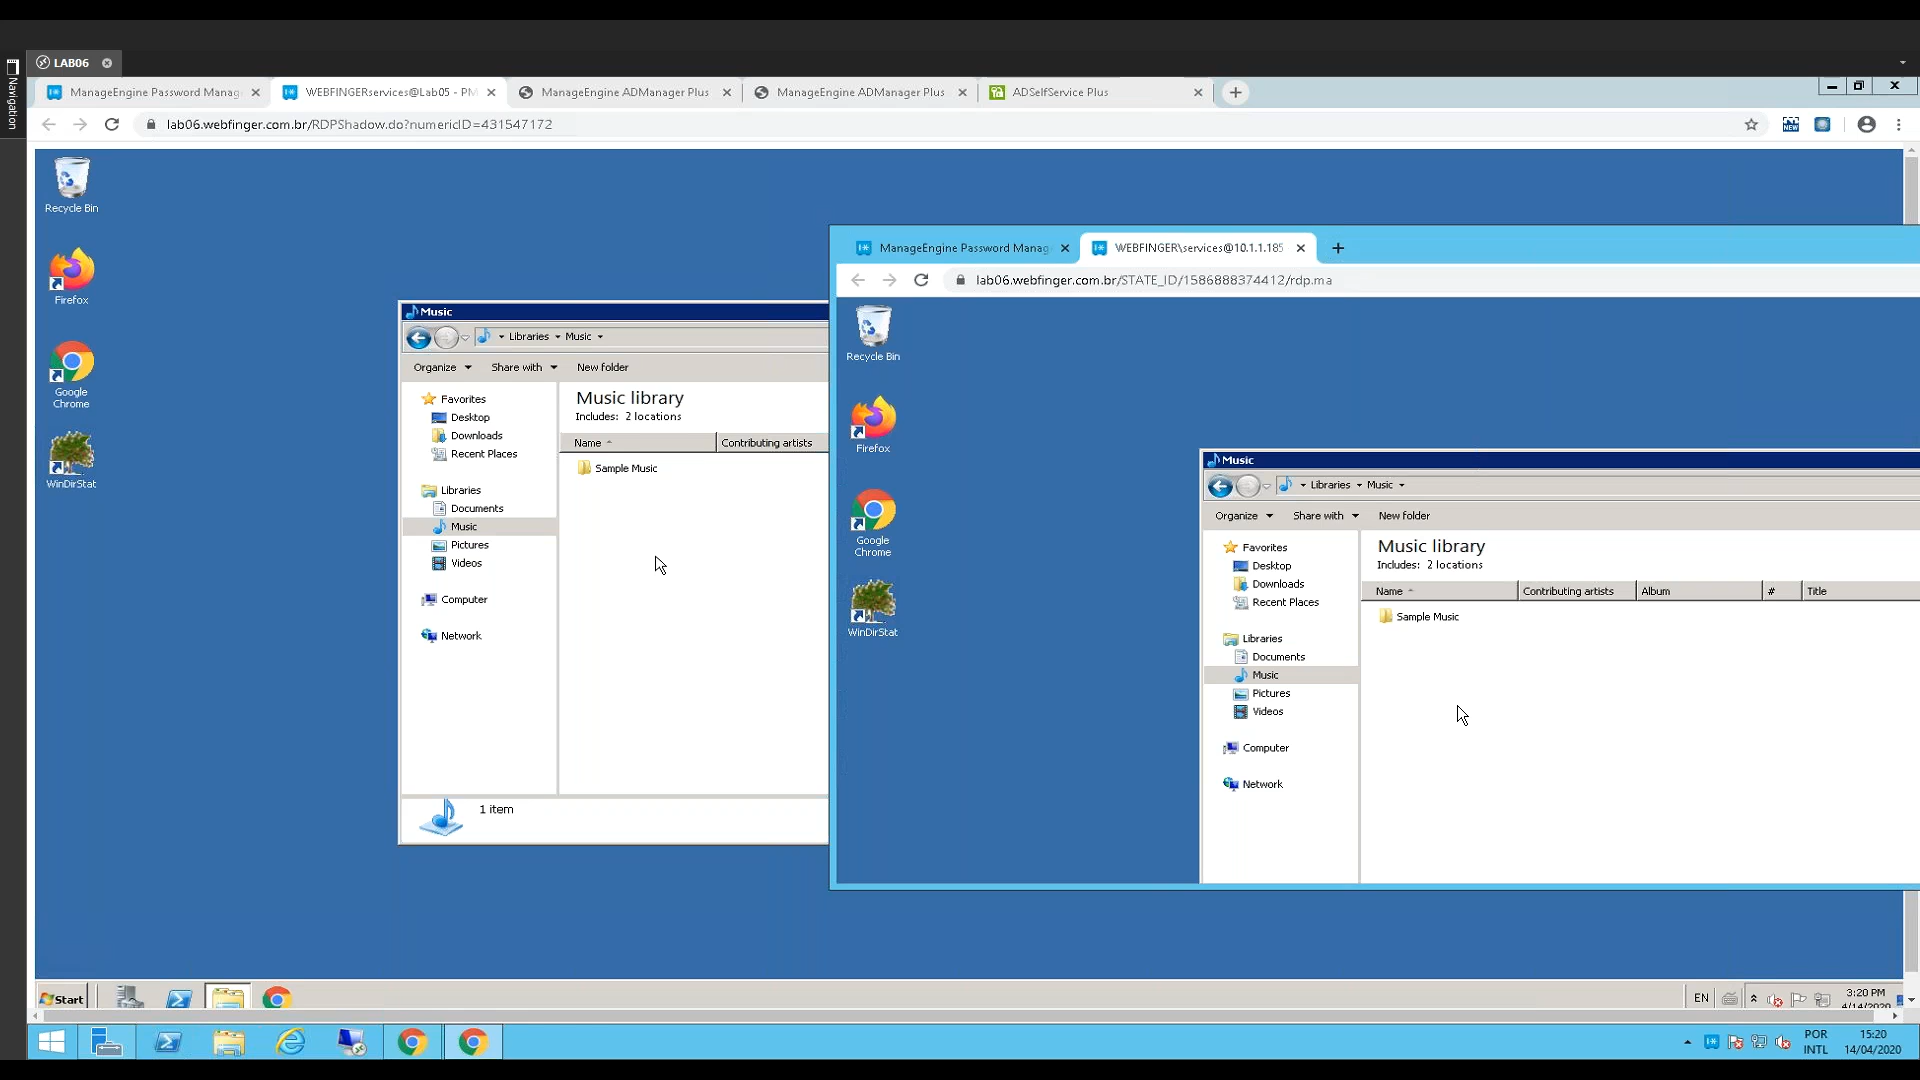 Navigation
LAB06
ManageEngine Password Manag
WEBFINGERservices@Lab05 - PM
ManageEngine ADManager Plus
ManageEngine ADManager Plus
ADSelfService Plus
lab06.webfinger.com.br/RDPShadow.do?numericID=431547172
NEW
Recycle Bin
Firefox
Google
Chrome
WinDirStat
Music
Libraries
Music
Organize
Share with
New folder
Favorites
Desktop
Downloads
Recent Places
Libraries
Documents
Music
Pictures
Videos
Computer
Network
Music library
Includes: 2 locations
Name
Contributing artists
Sample Music
1 item
ManageEngine Password Manag
WEBFINGER\services@10.1.1.185
lab06.webfinger.com.br/STATE_ID/1586888374412/rdp.ma
Recycle Bin
Firefox
Google
Chrome
WinDirStat
Music
Libraries
Music
Organize
Share with
New folder
Favorites
Desktop
Downloads
Recent Places
Libraries
Documents
Music
Pictures
Videos
Computer
Network
Music library
Includes: 2 locations
Name
Contributing artists
Album
#
Title
Sample Music
Start
EN
3:20 PM
4/14/2020
POR
INTL
15:20
14/04/2020